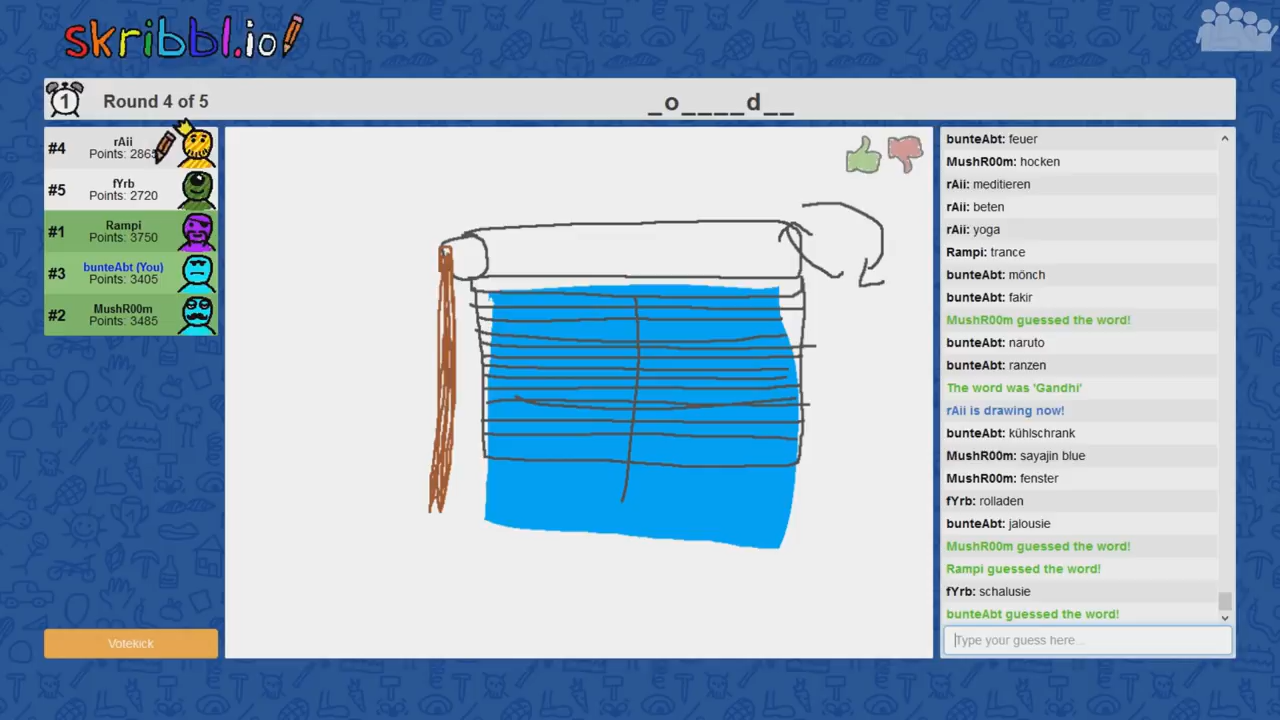 skribbl.io
1
Round 4 of 5
_o____d__
#4
rAii
Points: 2865
#5
fYrb
Points: 2720
#1
Rampi
Points: 3750
#3
bunteAbt (You)
Points: 3405
#2
MushR00m
Points: 3485
Votekick
bunteAbt: feuer
MushR00m: hocken
rAii: meditieren
rAii: beten
rAii: yoga
Rampi: trance
bunteAbt: mönch
bunteAbt: fakir
MushR00m guessed the word!
bunteAbt: naruto
bunteAbt: ranzen
The word was 'Gandhi'
rAii is drawing now!
bunteAbt: kühlschrank
MushR00m: sayajin blue
MushR00m: fenster
fYrb: rolladen
bunteAbt: jalousie
MushR00m guessed the word!
Rampi guessed the word!
fYrb: schalusie
bunteAbt guessed the word!
Type your guess here...